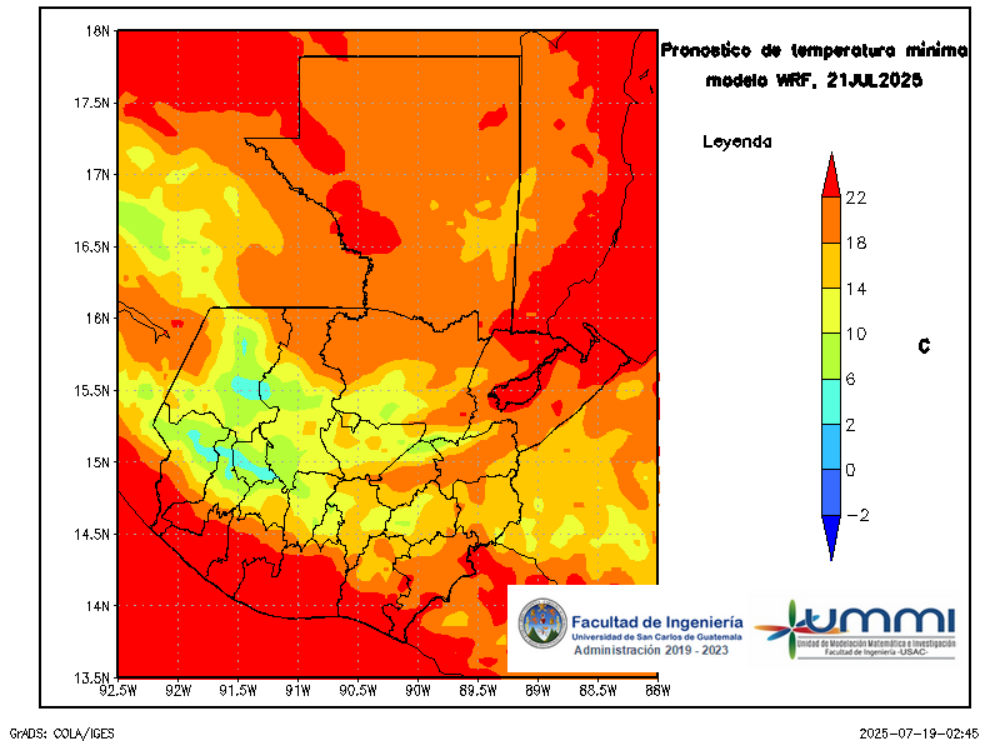 Pronostico de temperatura minima
modelo WRF, 21JUL2025
Leyenda
22
18
14
10
6
2
0
−2
C
18N
17.5N
17N
16.5N
16N
15.5N
15N
14.5N
14N
13.5N
92.5W
92W
91.5W
91W
90.5W
90W
89.5W
89W
88.5W
88W
Facultad de Ingeniería
Universidad de San Carlos de Guatemala
Administración 2019 - 2023
ummi
Unidad de Modelación Matemática e Investigación
Facultad de Ingeniería -USAC-
GrADS: COLA/IGES
2025-07-19-02:45